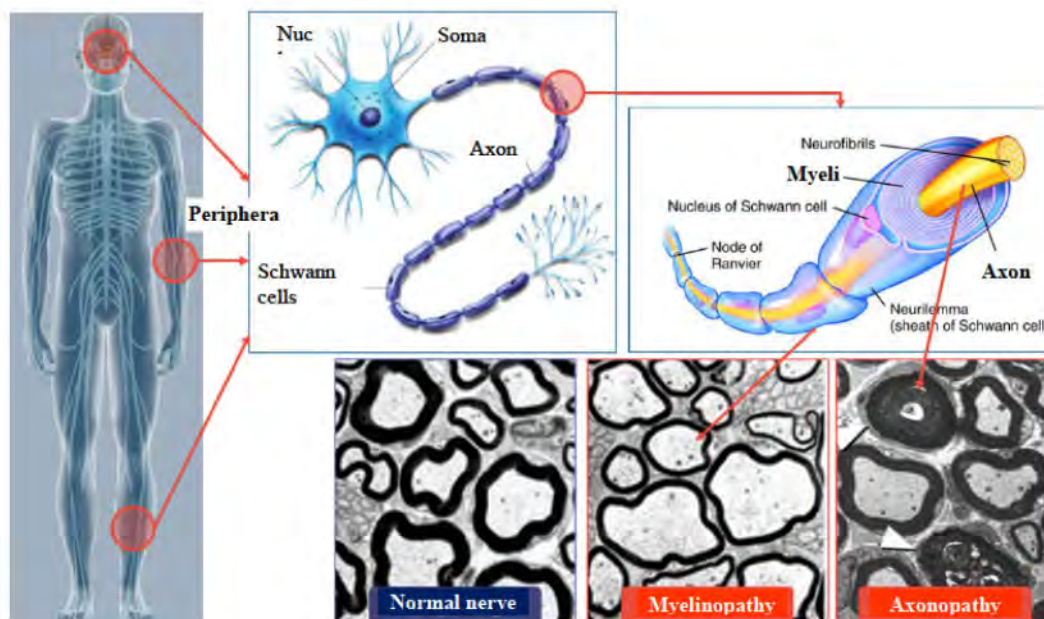 Nuc
Soma
Axon
Periphera
Schwann
cells
Neurofibrils
Myeli
Nucleus of Schwann cell
Node of
Ranvier
Axon
Neurilemma
(sheath of Schwann cell
Normal nerve
Myelinopathy
Axonopathy